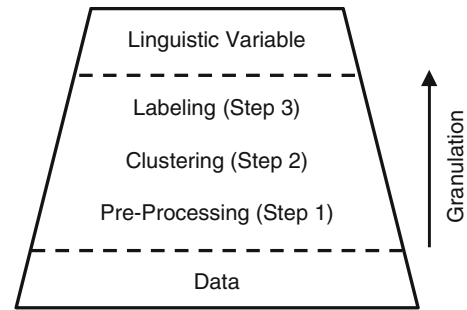 Linguistic Variable
Labeling (Step 3)
Clustering (Step 2)
Pre-Processing (Step 1)
Data
Granulation